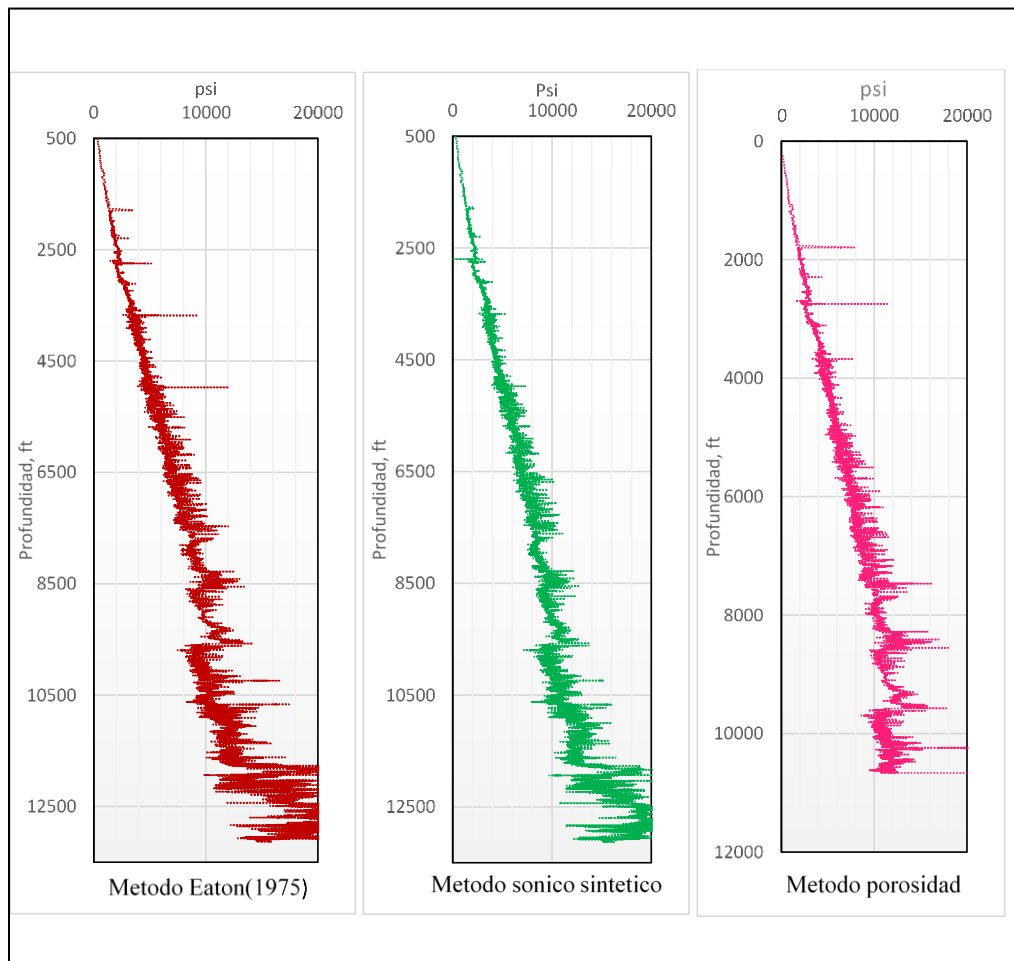 psi
0 10000 20000
500
2500
4500
6500
8500
10500
12500
Profundidad, ft
Metodo Eaton(1975)
Psi
0 10000 20000
500
2500
4500
6500
8500
10500
12500
Profundidad, ft
Metodo sonico sintetico
psi
0 10000 20000
0
2000
4000
6000
8000
10000
12000
Profundidad, ft
Metodo porosidad